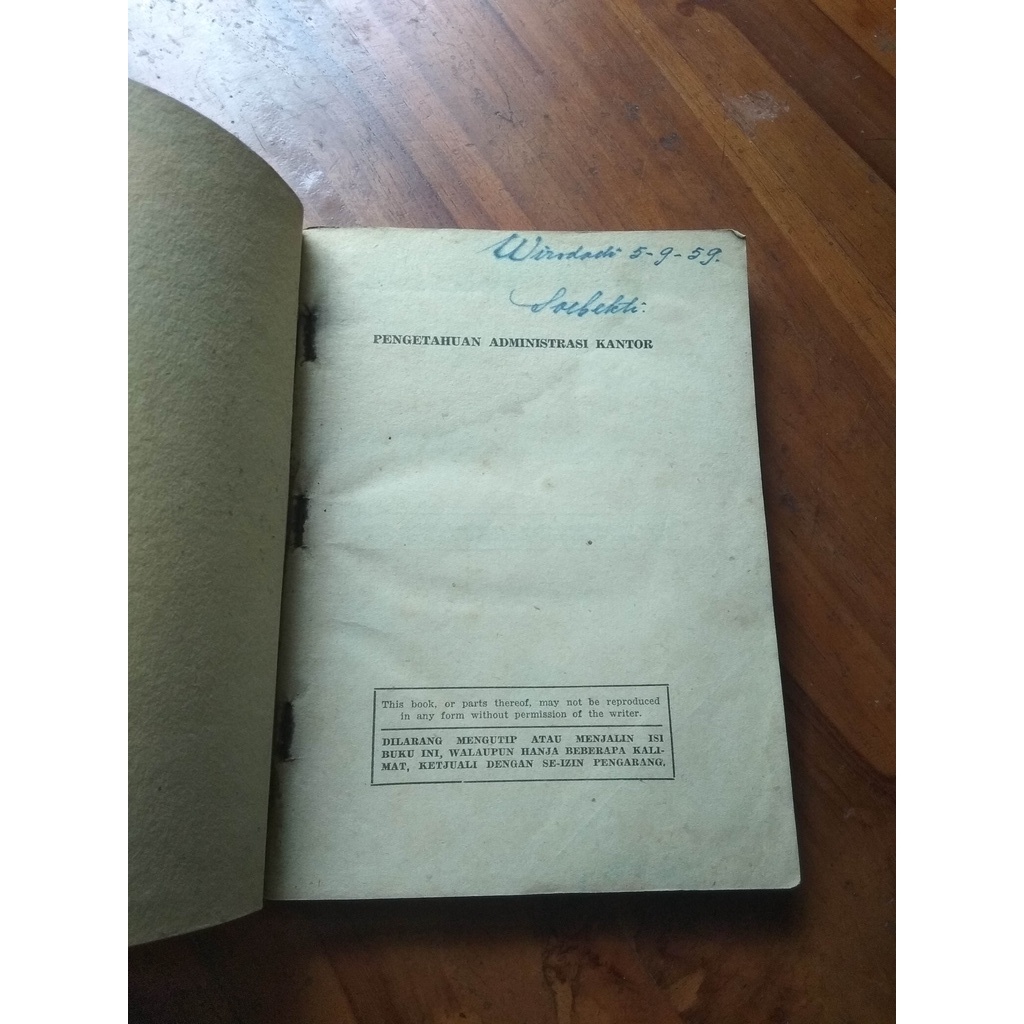 Wirodadi 5-9-59.
Soebekti.
PENGETAHUAN ADMINISTRASI KANTOR
This book, or parts thereof, may not be reproduced
in any form without permission of the writer.
DILARANG MENGUTIP ATAU MENJALIN ISI
BUKU INI, WALAUPUN HANJA BEBERAPA KALI-
MAT, KETJUALI DENGAN SE-IZIN PENGARANG.